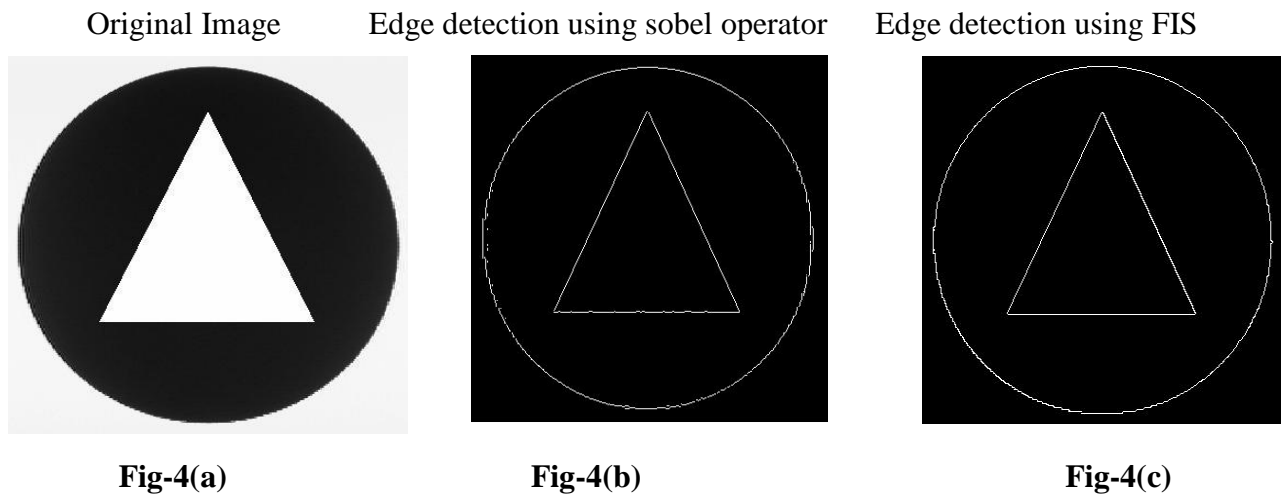 Original Image
Edge detection using sobel operator
Edge detection using FIS
Fig-4(a)
Fig-4(b)
Fig-4(c)